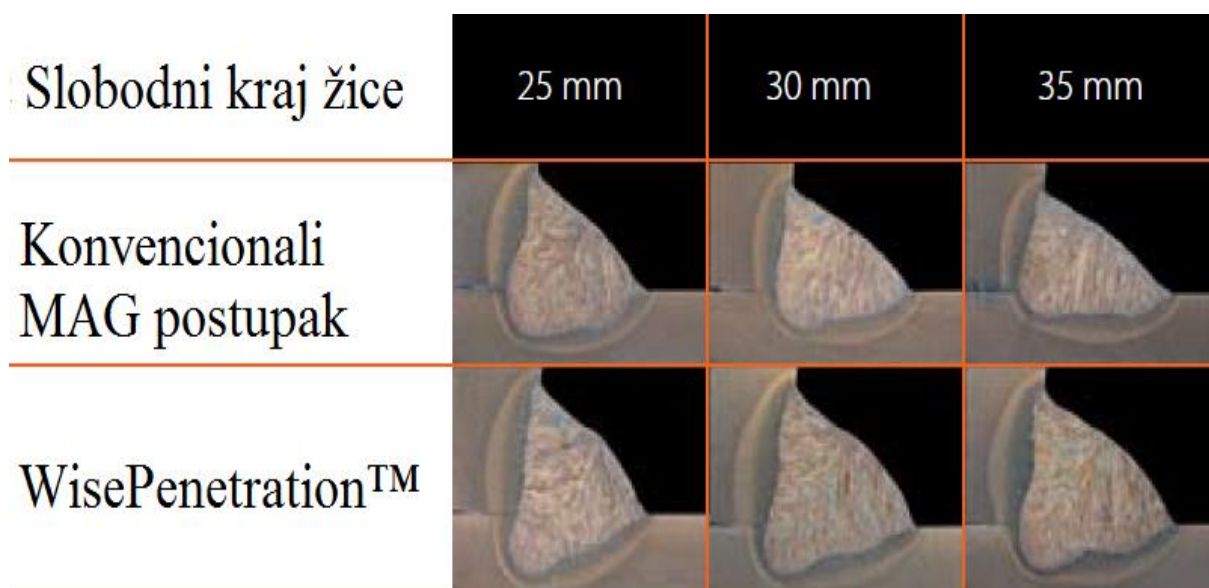 Slobodni kraj žice 25 mm 30 mm 35 mm
Konvencionali
MAG postupak
WisePenetration™